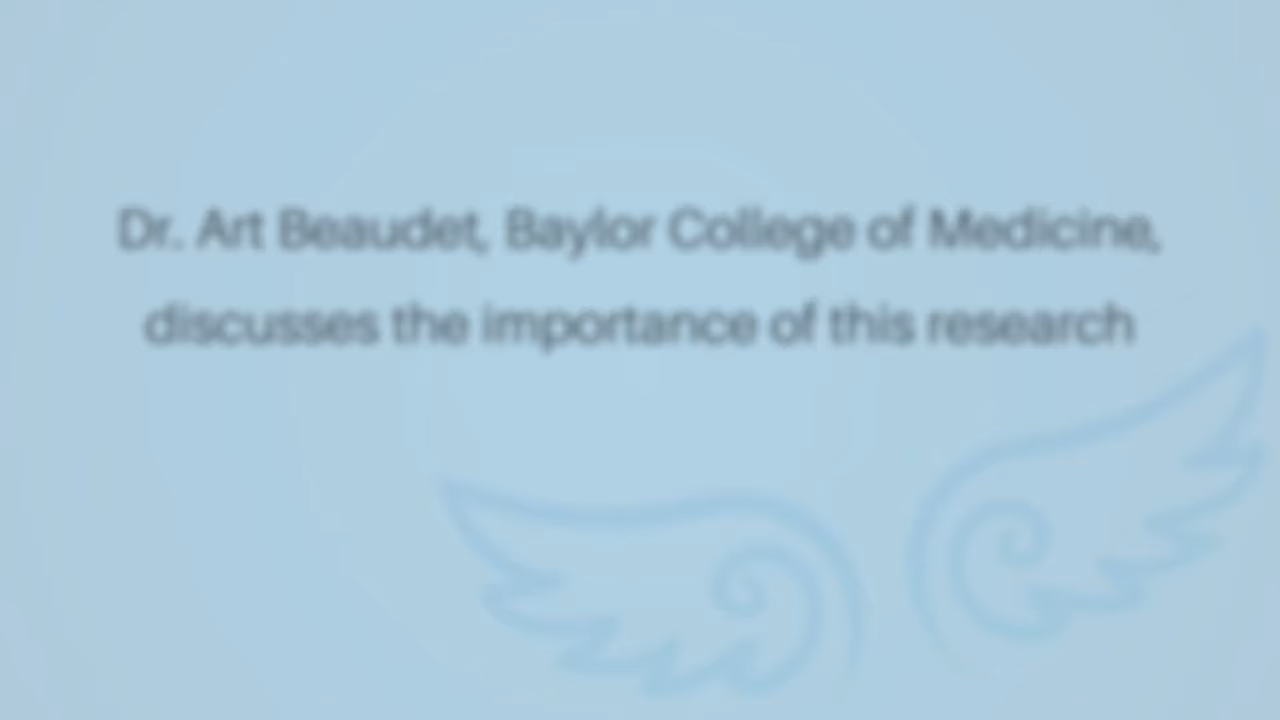 Dr. Art Beaudet, Baylor College of Medicine,
discusses the importance of this research